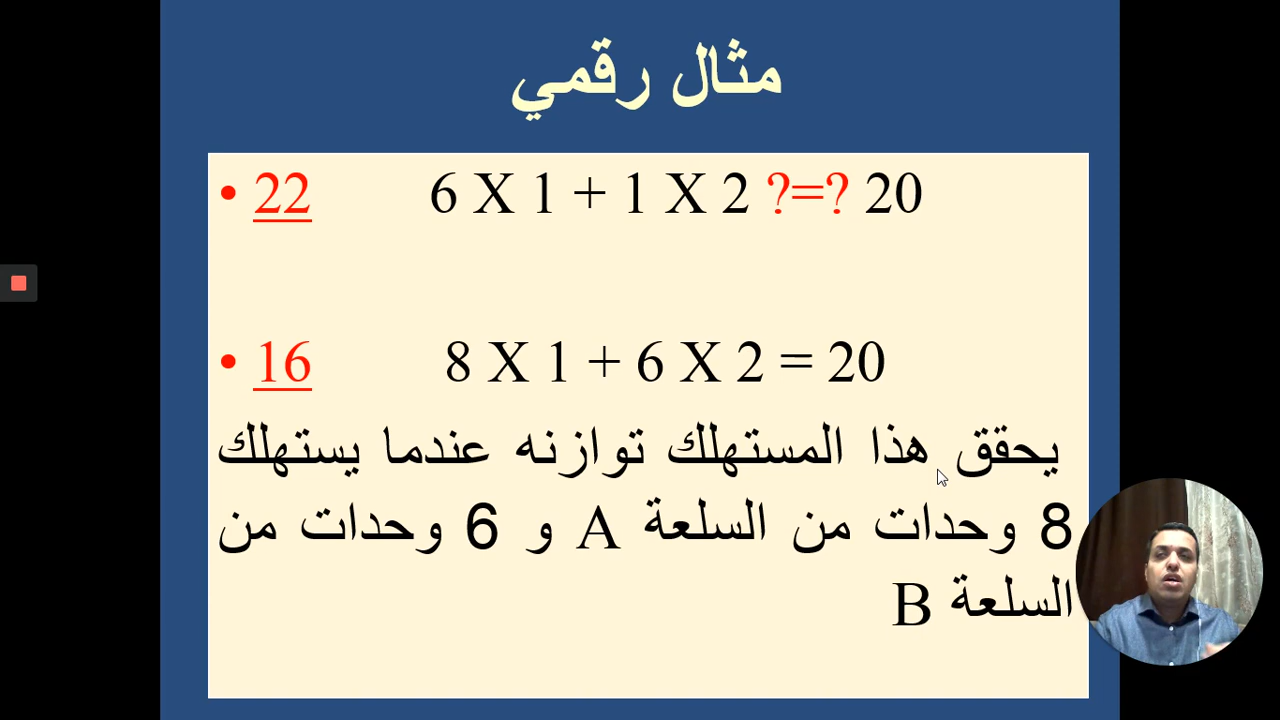 مثال رقمي
• 22 6 X 1 + 1 X 2 ?=? 20
• 16 8 X 1 + 6 X 2 = 20
يحقق هذا المستهلك توازنه عندما يستهلك
8 وحدات من السلعة A و 6 وحدات من
السلعة B